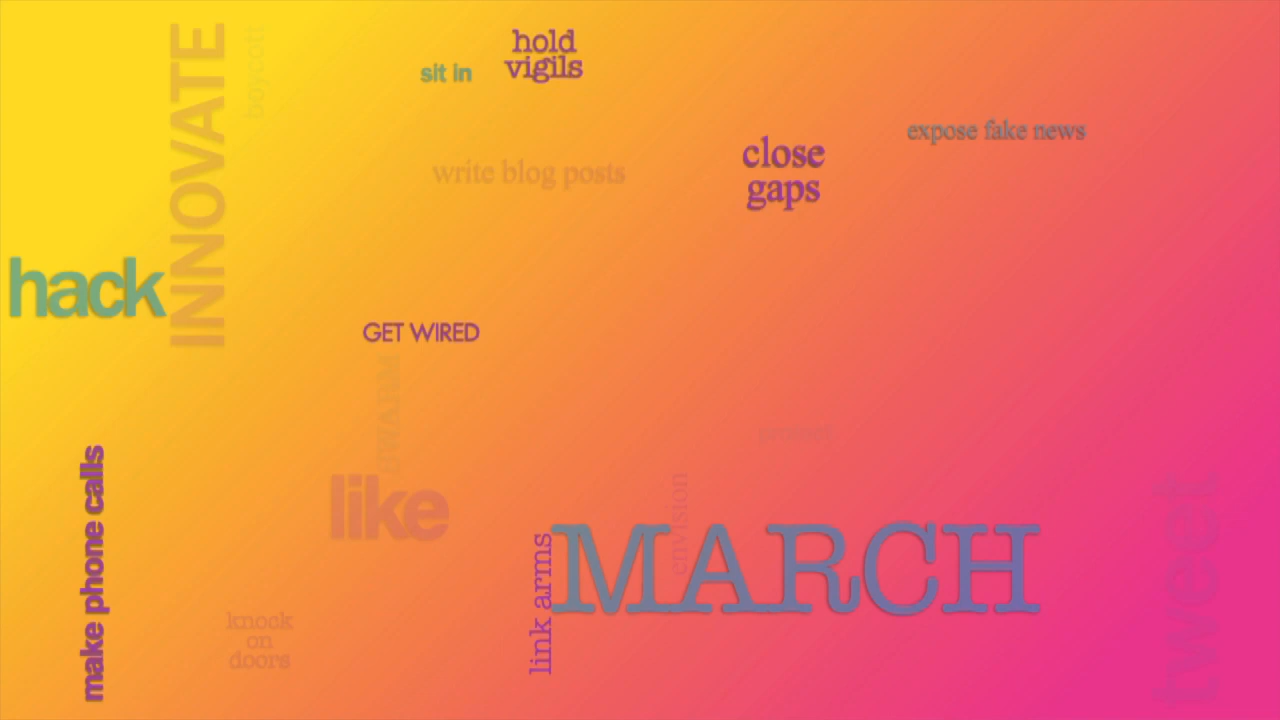 INNOVATE
boycott
sit in
hold
vigils
expose fake news
close
gaps
write blog posts
hack
GET WIRED
SWARM
like
make phone calls
envision
MARCH
link arms
tweet
knock
on
doors